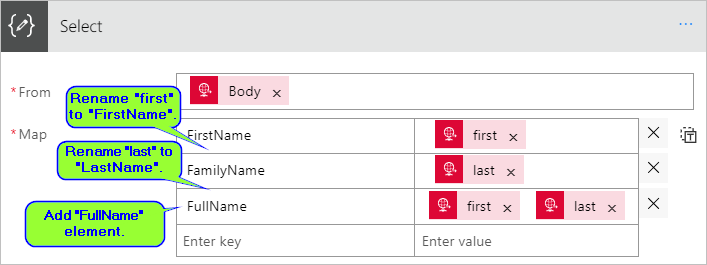 Select
...
* From
Body ×
Rename "first"
to "FirstName".
* Map
FirstName
first ×
Rename "last" to
"LastName".
FamilyName
last ×
Add "FullName"
element.
FullName
first × last ×
Enter key
Enter value